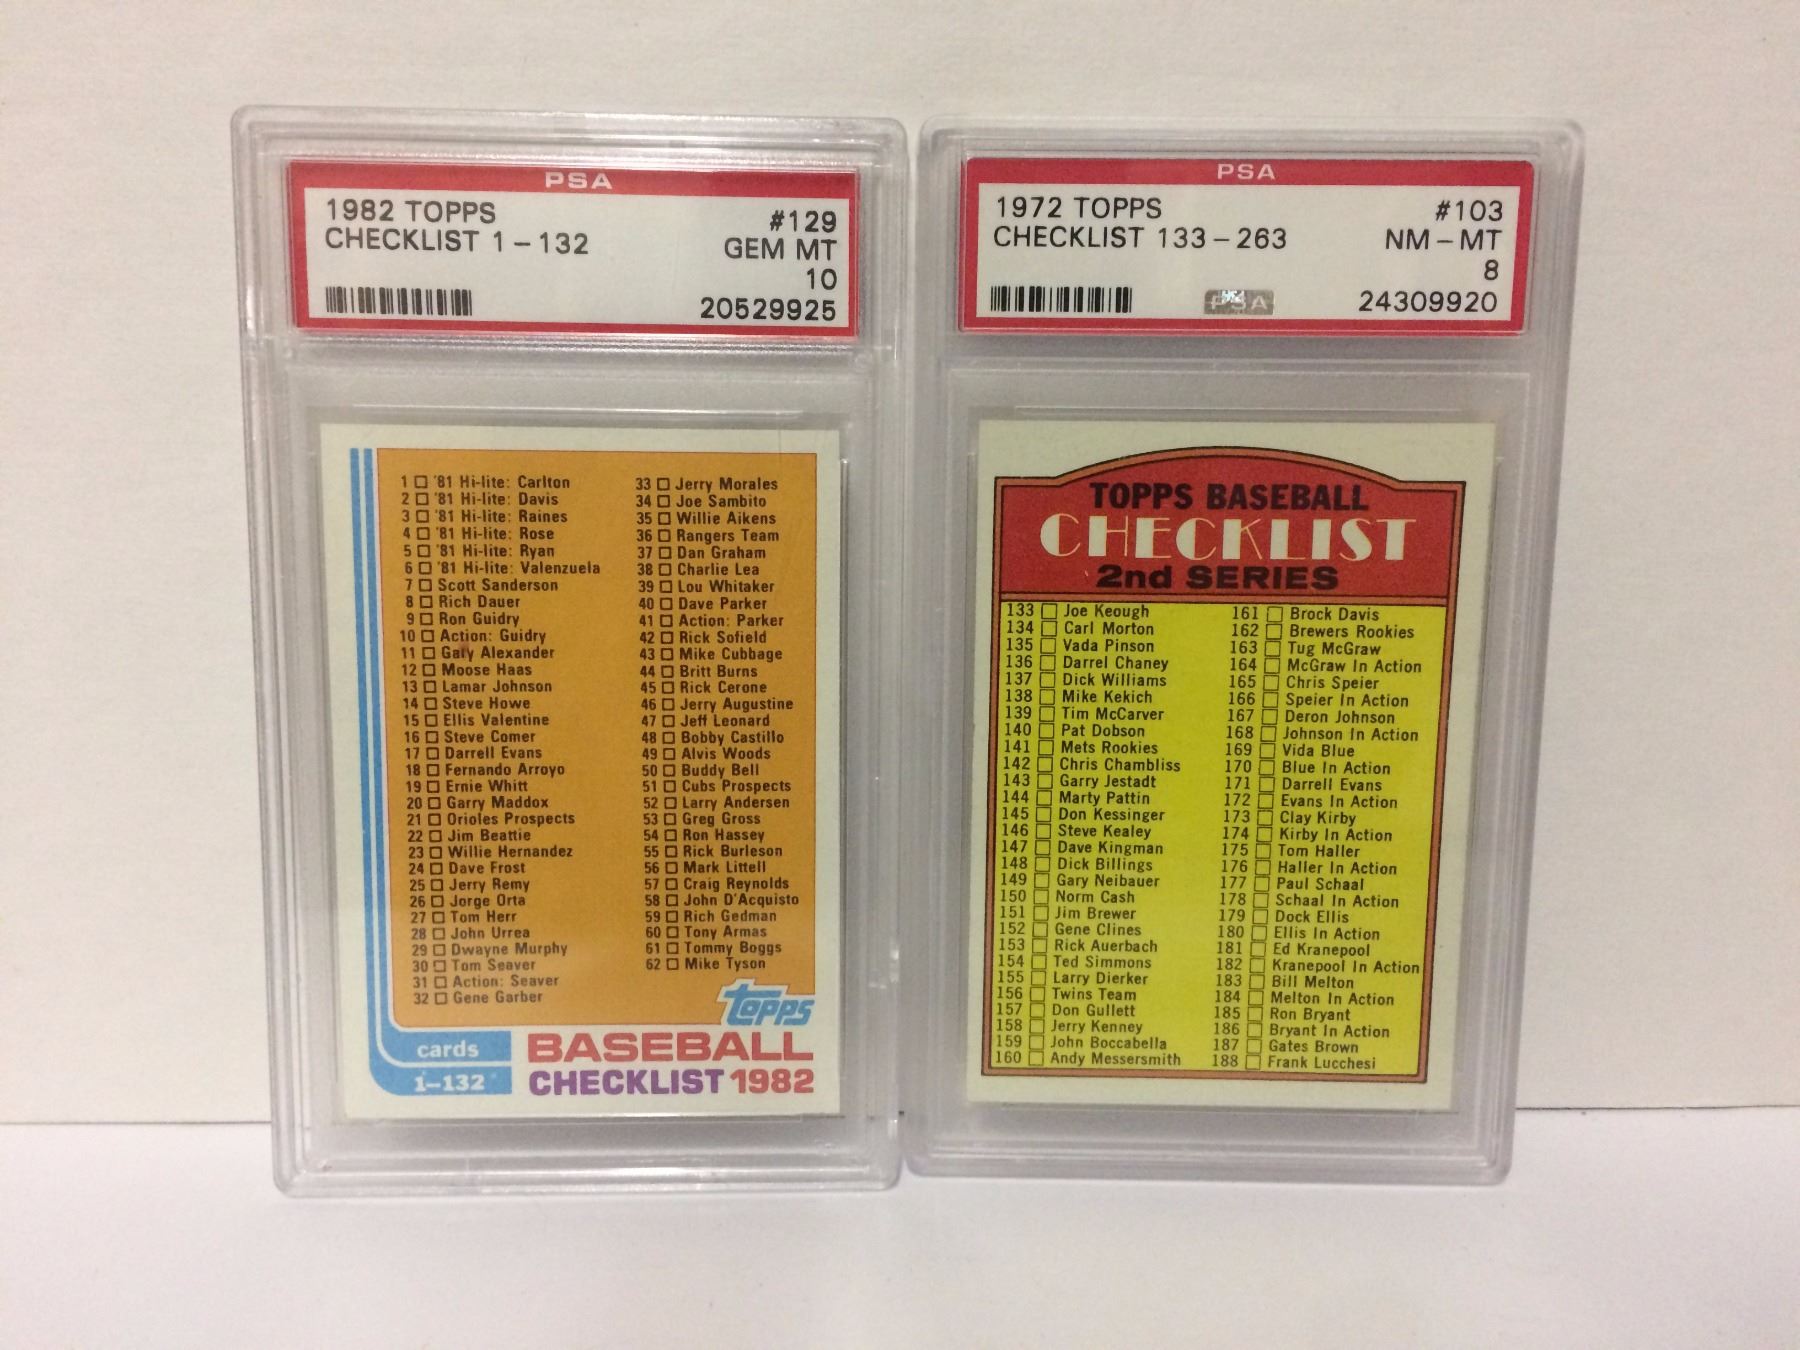 PSA
1982 TOPPS #129
CHECKLIST 1-132 GEM MT
10
20529925
1 '81 Hi-lite: Carlton
2 '81 Hi-lite: Davis
3 '81 Hi-lite: Raines
4 '81 Hi-lite: Rose
5 '81 Hi-lite: Ryan
6 '81 Hi-lite: Valenzuela
7 Scott Sanderson
8 Rich Dauer
9 Ron Guidry
10 Action: Guidry
11 Gary Alexander
12 Moose Haas
13 Lamar Johnson
14 Steve Howe
15 Ellis Valentine
16 Steve Comer
17 Darrell Evans
18 Fernando Arroyo
19 Ernie Whitt
20 Garry Maddox
21 Orioles Prospects
22 Jim Beattie
23 Willie Hernandez
24 Dave Frost
25 Jerry Remy
26 Jorge Orta
27 Tom Herr
28 John Urrea
29 Dwayne Murphy
30 Tom Seaver
31 Action: Seaver
32 Gene Garber
33 Jerry Morales
34 Joe Sambito
35 Willie Aikens
36 Rangers Team
37 Dan Graham
38 Charlie Lea
39 Lou Whitaker
40 Dave Parker
41 Action: Parker
42 Rick Sofield
43 Mike Cubbage
44 Britt Burns
45 Rick Cerone
46 Jerry Augustine
47 Jeff Leonard
48 Bobby Castillo
49 Alvis Woods
50 Buddy Bell
51 Cubs Prospects
52 Larry Andersen
53 Greg Gross
54 Ron Hassey
55 Rick Burleson
56 Mark Littell
57 Craig Reynolds
58 John D'Acquisto
59 Rich Gedman
60 Tony Armas
61 Tommy Boggs
62 Mike Tyson
topps
cards
1-132
BASEBALL
CHECKLIST 1982
PSA
1972 TOPPS #103
CHECKLIST 133-263 NM-MT
8
PSA 24309920
TOPPS BASEBALL
CHECKLIST
2nd SERIES
133 Joe Keough
134 Carl Morton
135 Vada Pinson
136 Darrel Chaney
137 Dick Williams
138 Mike Kekich
139 Tim McCarver
140 Pat Dobson
141 Mets Rookies
142 Chris Chambliss
143 Garry Jestadt
144 Marty Pattin
145 Don Kessinger
146 Steve Kealey
147 Dave Kingman
148 Dick Billings
149 Gary Neibauer
150 Norm Cash
151 Jim Brewer
152 Gene Clines
153 Rick Auerbach
154 Ted Simmons
155 Larry Dierker
156 Twins Team
157 Don Gullett
158 Jerry Kenney
159 John Boccabella
160 Andy Messersmith
161 Brock Davis
162 Brewers Rookies
163 Tug McGraw
164 McGraw In Action
165 Chris Speier
166 Speier In Action
167 Deron Johnson
168 Johnson In Action
169 Vida Blue
170 Blue In Action
171 Darrell Evans
172 Evans In Action
173 Clay Kirby
174 Kirby In Action
175 Tom Haller
176 Haller In Action
177 Paul Schaal
178 Schaal In Action
179 Dock Ellis
180 Ellis In Action
181 Ed Kranepool
182 Kranepool In Action
183 Bill Melton
184 Melton In Action
185 Ron Bryant
186 Bryant In Action
187 Gates Brown
188 Frank Lucchesi